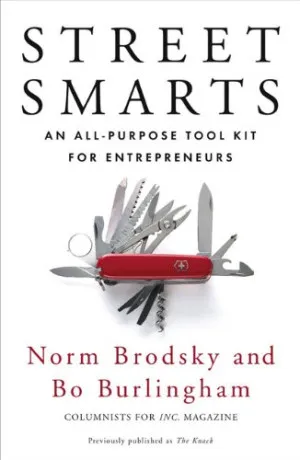 STREET
SMARTS
AN ALL-PURPOSE TOOL KIT
FOR ENTREPRENEURS
Norm Brodsky and
Bo Burlingham
COLUMNISTS FOR INC. MAGAZINE
Previously published as The Knack